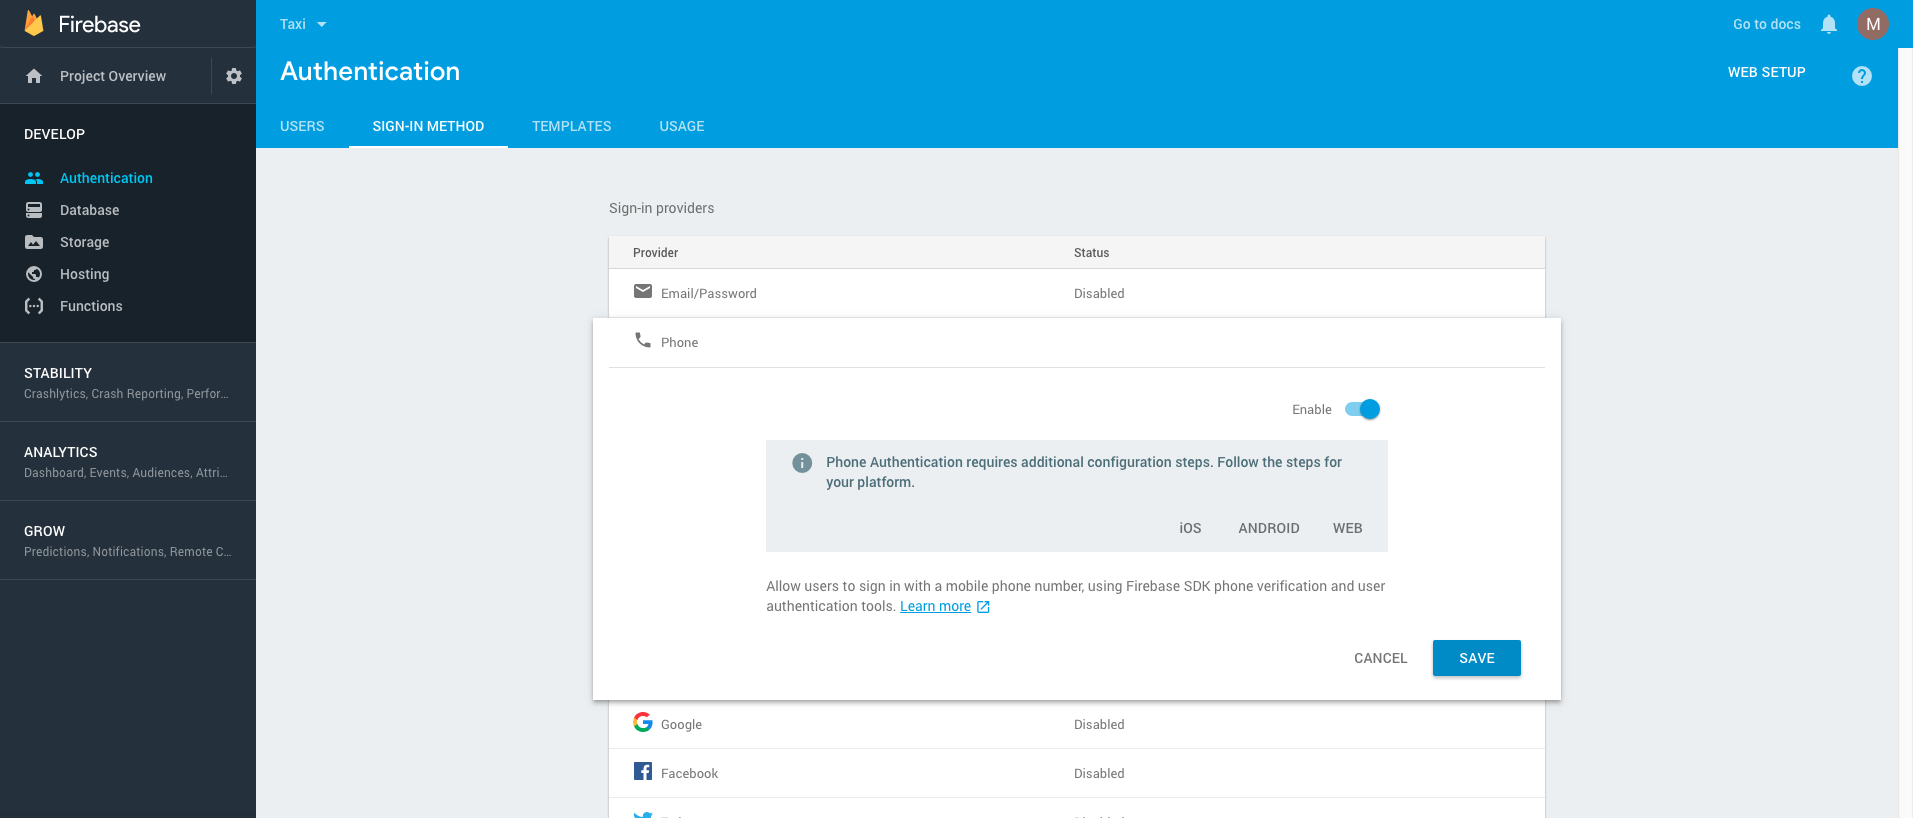 Firebase
Project Overview
DEVELOP
Authentication
Database
Storage
Hosting
Functions
STABILITY
Crashlytics, Crash Reporting, Perfor...
ANALYTICS
Dashboard, Events, Audiences, Attri...
GROW
Predictions, Notifications, Remote C...
Taxi
Go to docs
M
Authentication
WEB SETUP
?
USERS SIGN-IN METHOD TEMPLATES USAGE
Sign-in providers
Provider Status
Email/Password Disabled
Phone
Enable
Phone Authentication requires additional configuration steps. Follow the steps for
your platform.
iOS ANDROID WEB
Allow users to sign in with a mobile phone number, using Firebase SDK phone verification and user
authentication tools. Learn more
CANCEL SAVE
Google Disabled
Facebook Disabled